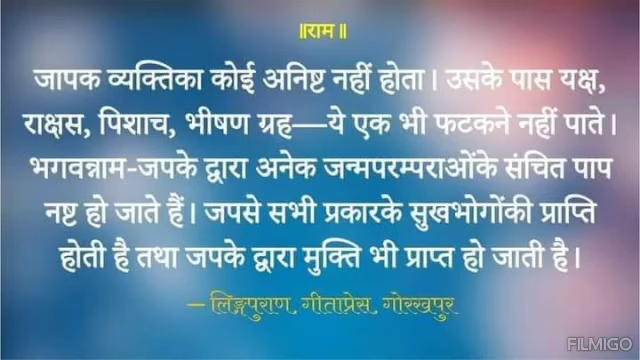 ॥राम॥
जापक व्यक्तिका कोई अनिष्ट नहीं होता। उसके पास यक्ष,
राक्षस, पिशाच, भीषण ग्रह—ये एक भी फटकने नहीं पाते।
भगवन्नाम-जपके द्वारा अनेक जन्मपरम्पराओंके संचित पाप
नष्ट हो जाते हैं। जपसे सभी प्रकारके सुखभोगोंकी प्राप्ति
होती है तथा जपके द्वारा मुक्ति भी प्राप्त हो जाती है।
– लिङ्गपुराण, गीताप्रेस, गोरखपुर
FILMIGO